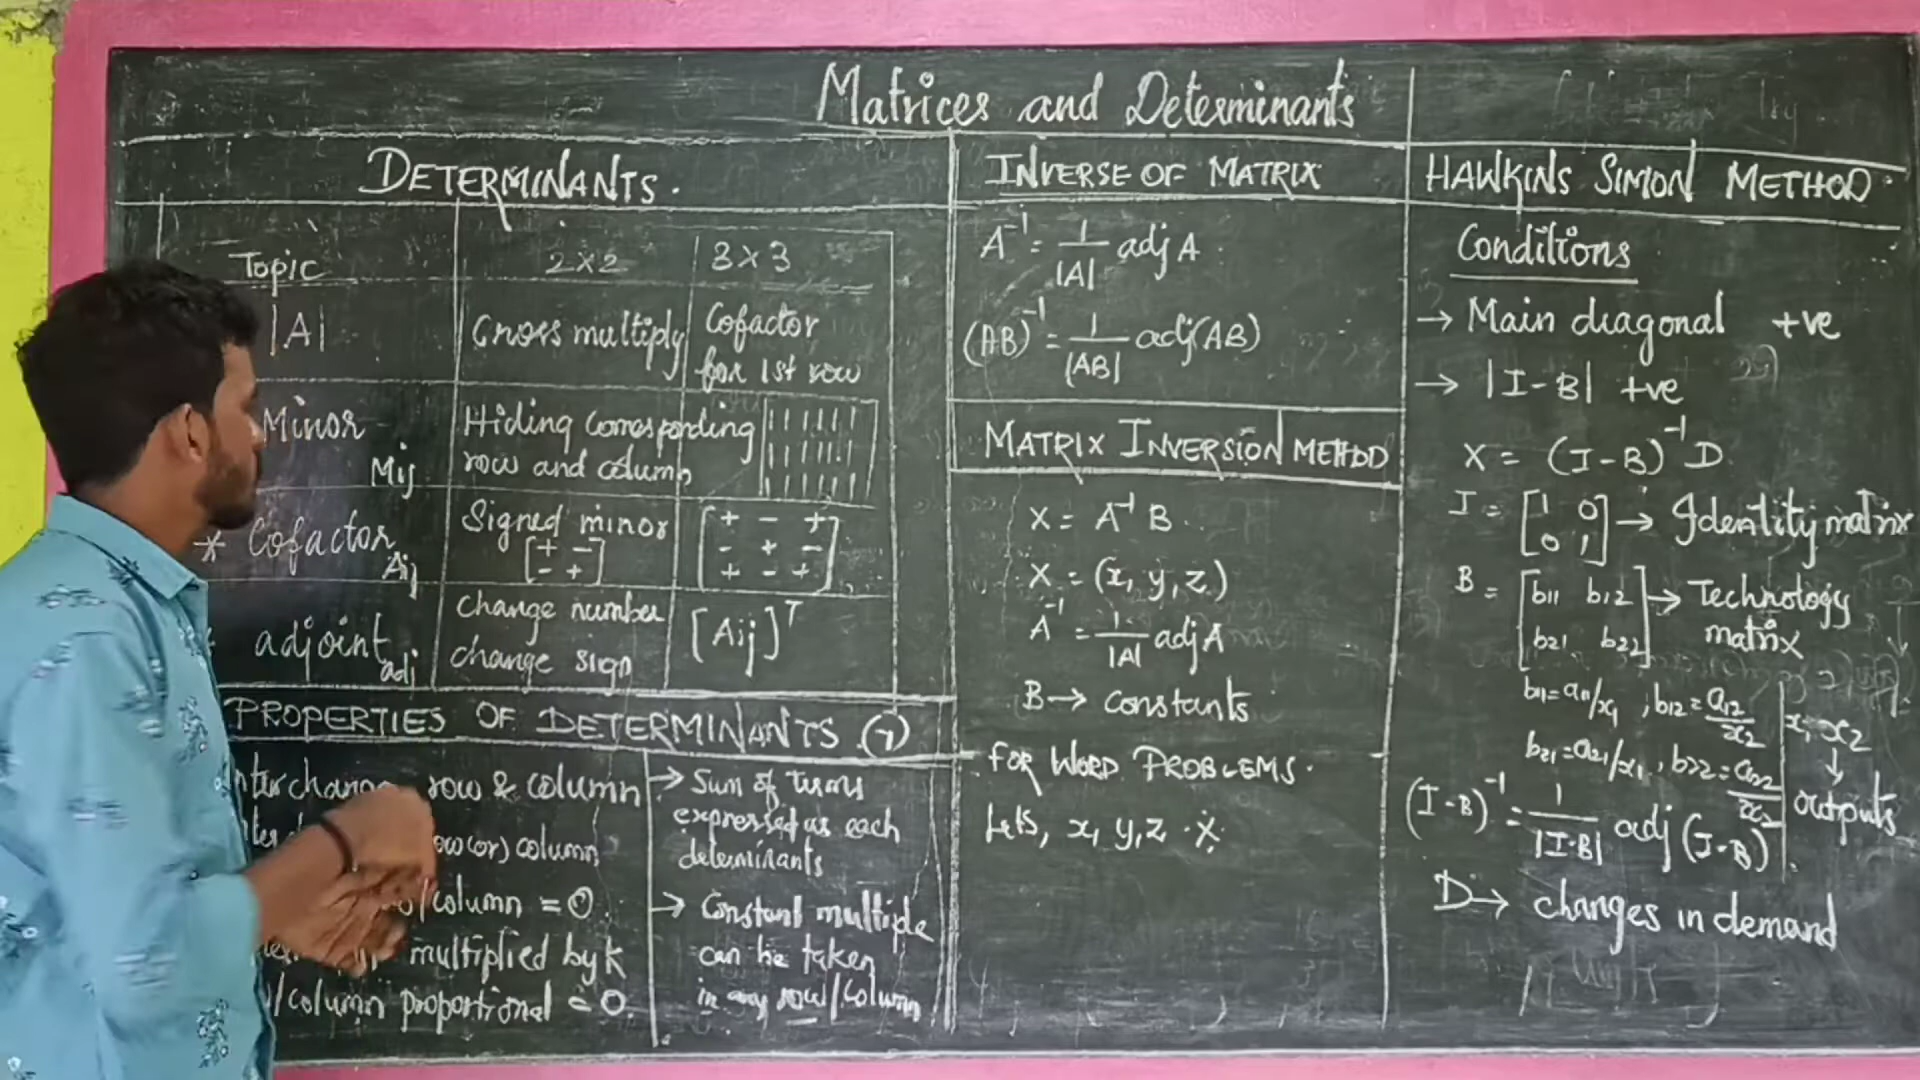 Matrices and Determinants
DETERMINANTS.
Topic
2x2
3x3
|A|
Cross multiply
Cofactor
for 1st row
Minor
Mij
Hiding corresponding
row and column
* Cofactor
Aij
Signed minor
[+ -
- +]
[+ - +
- + -
+ - +]
adjoint
adj
change number
change sign
[Aij]ᵀ
PROPERTIES OF DETERMINANTS (7)
row & column
column
/column = 0.
multiplied by k
/column proportional = 0.
→ Sum of terms
expressed as each
determinants
→ Constant multiple
can be taken
in any row/column
INVERSE OF MATRIX
A⁻¹ = 1/|A| adj A
(AB)⁻¹ = 1/|AB| adj(AB)
MATRIX INVERSION METHOD
X = A⁻¹ B
X = (x, y, z)
A⁻¹ = 1/|A| adj A
B → constants
FOR WORD PROBLEMS.
Lets, x, y, z
HAWKINS SIMON METHOD
Conditions
→ Main diagonal +ve
→ |I-B| +ve
X = (I-B)⁻¹ D
I = [1 0
0 1] → Identity matrix
B = [b11 b12
b21 b22] → Technology
matrix
b11 = a11/x1, b12 = a12/x2
b21 = a21/x1, b22 = a22/x2
x1 x2
↓
outputs
(I-B)⁻¹ = 1/|I-B| adj (I-B)
D → changes in demand